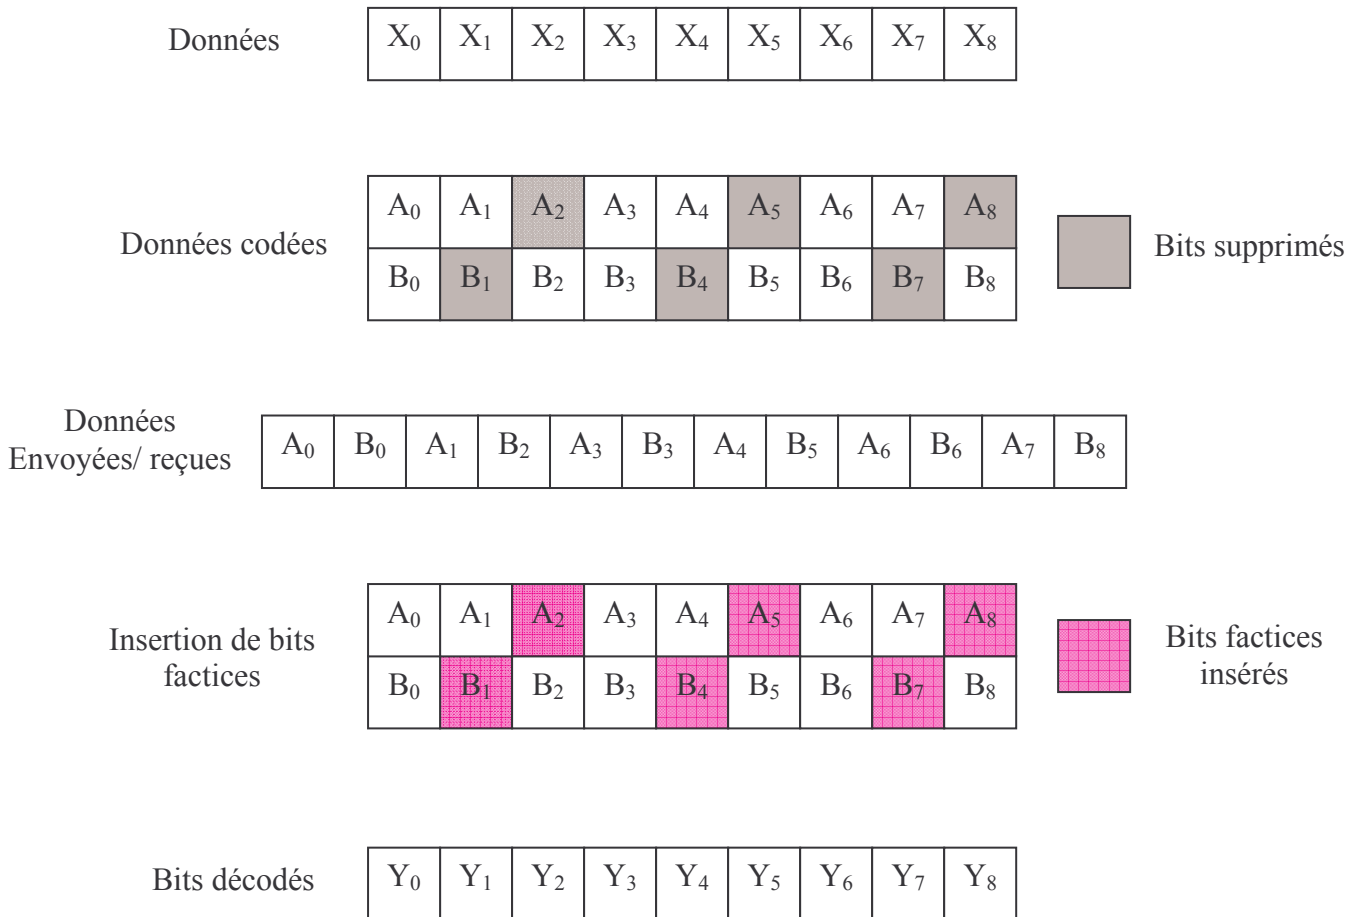 Données X₀ X₁ X₂ X₃ X₄ X₅ X₆ X₇ X₈
A₀ A₁ A₂ A₃ A₄ A₅ A₆ A₇ A₈
Données codées
Bits supprimés
B₀ B₁ B₂ B₃ B₄ B₅ B₆ B₇ B₈
Données
Envoyées/ reçues
A₀ B₀ A₁ B₂ A₃ B₃ A₄ B₅ A₆ B₆ A₇ B₈
A₀ A₁ A₂ A₃ A₄ A₅ A₆ A₇ A₈
Insertion de bits
factices
Bits factices
insérés
B₀ B₁ B₂ B₃ B₄ B₅ B₆ B₇ B₈
Bits décodés Y₀ Y₁ Y₂ Y₃ Y₄ Y₅ Y₆ Y₇ Y₈